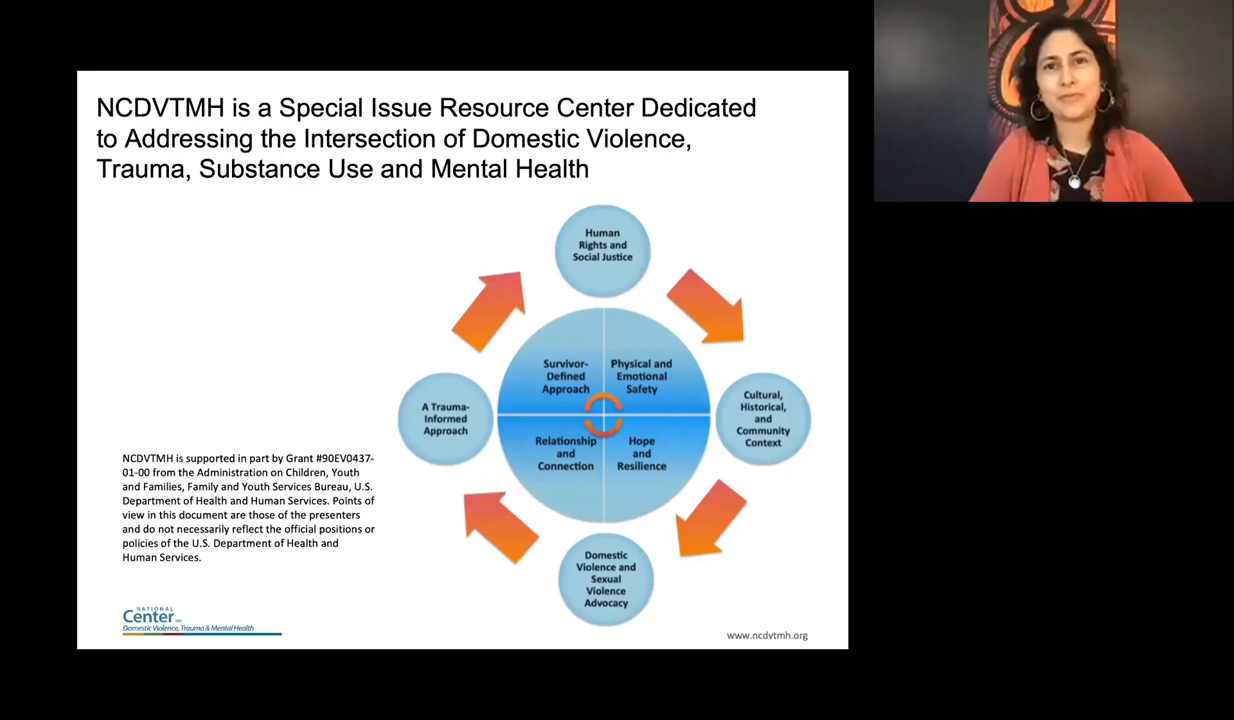 NCDVTMH is a Special Issue Resource Center Dedicated
to Addressing the Intersection of Domestic Violence,
Trauma, Substance Use and Mental Health
Human
Rights and
Social Justice
Survivor-
Defined
Approach
Physical and
Emotional
Safety
A Trauma-
Informed
Approach
Cultural,
Historical,
and
Community
Context
Relationship
and
Connection
Hope
and
Resilience
NCDVTMH is supported in part by Grant #90EV0437-
01-00 from the Administration on Children, Youth
and Families, Family and Youth Services Bureau, U.S.
Department of Health and Human Services. Points of
view in this document are those of the presenters
and do not necessarily reflect the official positions or
policies of the U.S. Department of Health and
Human Services.
Domestic
Violence and
Sexual
Violence
Advocacy
NATIONAL
Center on
Domestic Violence, Trauma & Mental Health
www.ncdvtmh.org